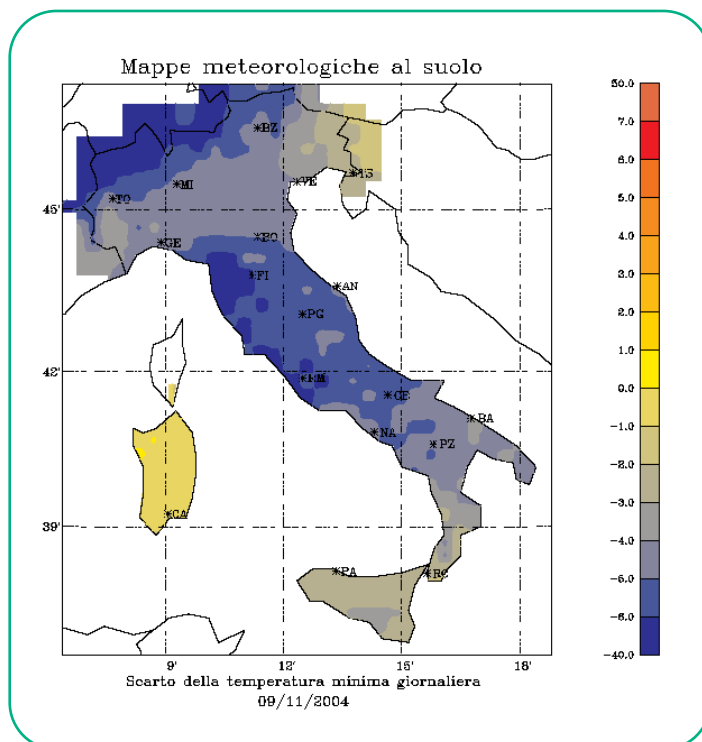 Mappe meteorologiche al suolo
50.0
7.0
6.0
5.0
4.0
3.0
2.0
1.0
0.0
-1.0
-2.0
-3.0
-4.0
-6.0
-40.0
45'
42'
39'
*BZ
*TS
*VE
*MI
*TO
*BO
*GE
*FI
*AN
*PG
*RM
*CB
*BA
*NA
*PZ
*CA
*PA
*RC
9' 12' 15' 18'
Scarto della temperatura minima giornaliera
09/11/2004